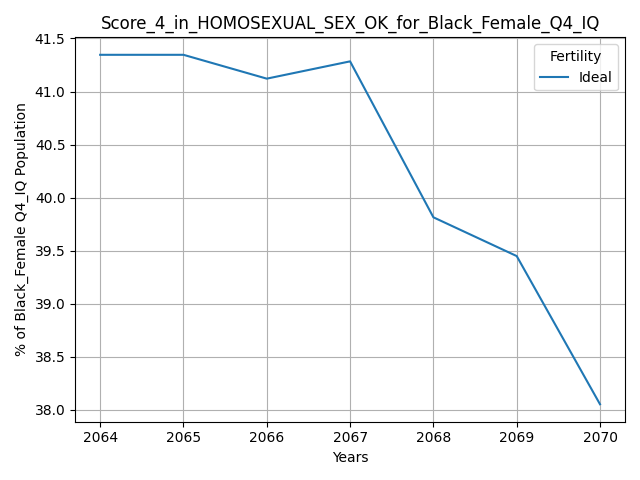 Score_4_in_HOMOSEXUAL_SEX_OK_for_Black_Female_Q4_IQ
41.5
41.0
40.5
40.0
39.5
39.0
38.5
38.0
% of Black_Female Q4_IQ Population
Fertility
Ideal
2064 2065 2066 2067 2068 2069 2070
Years